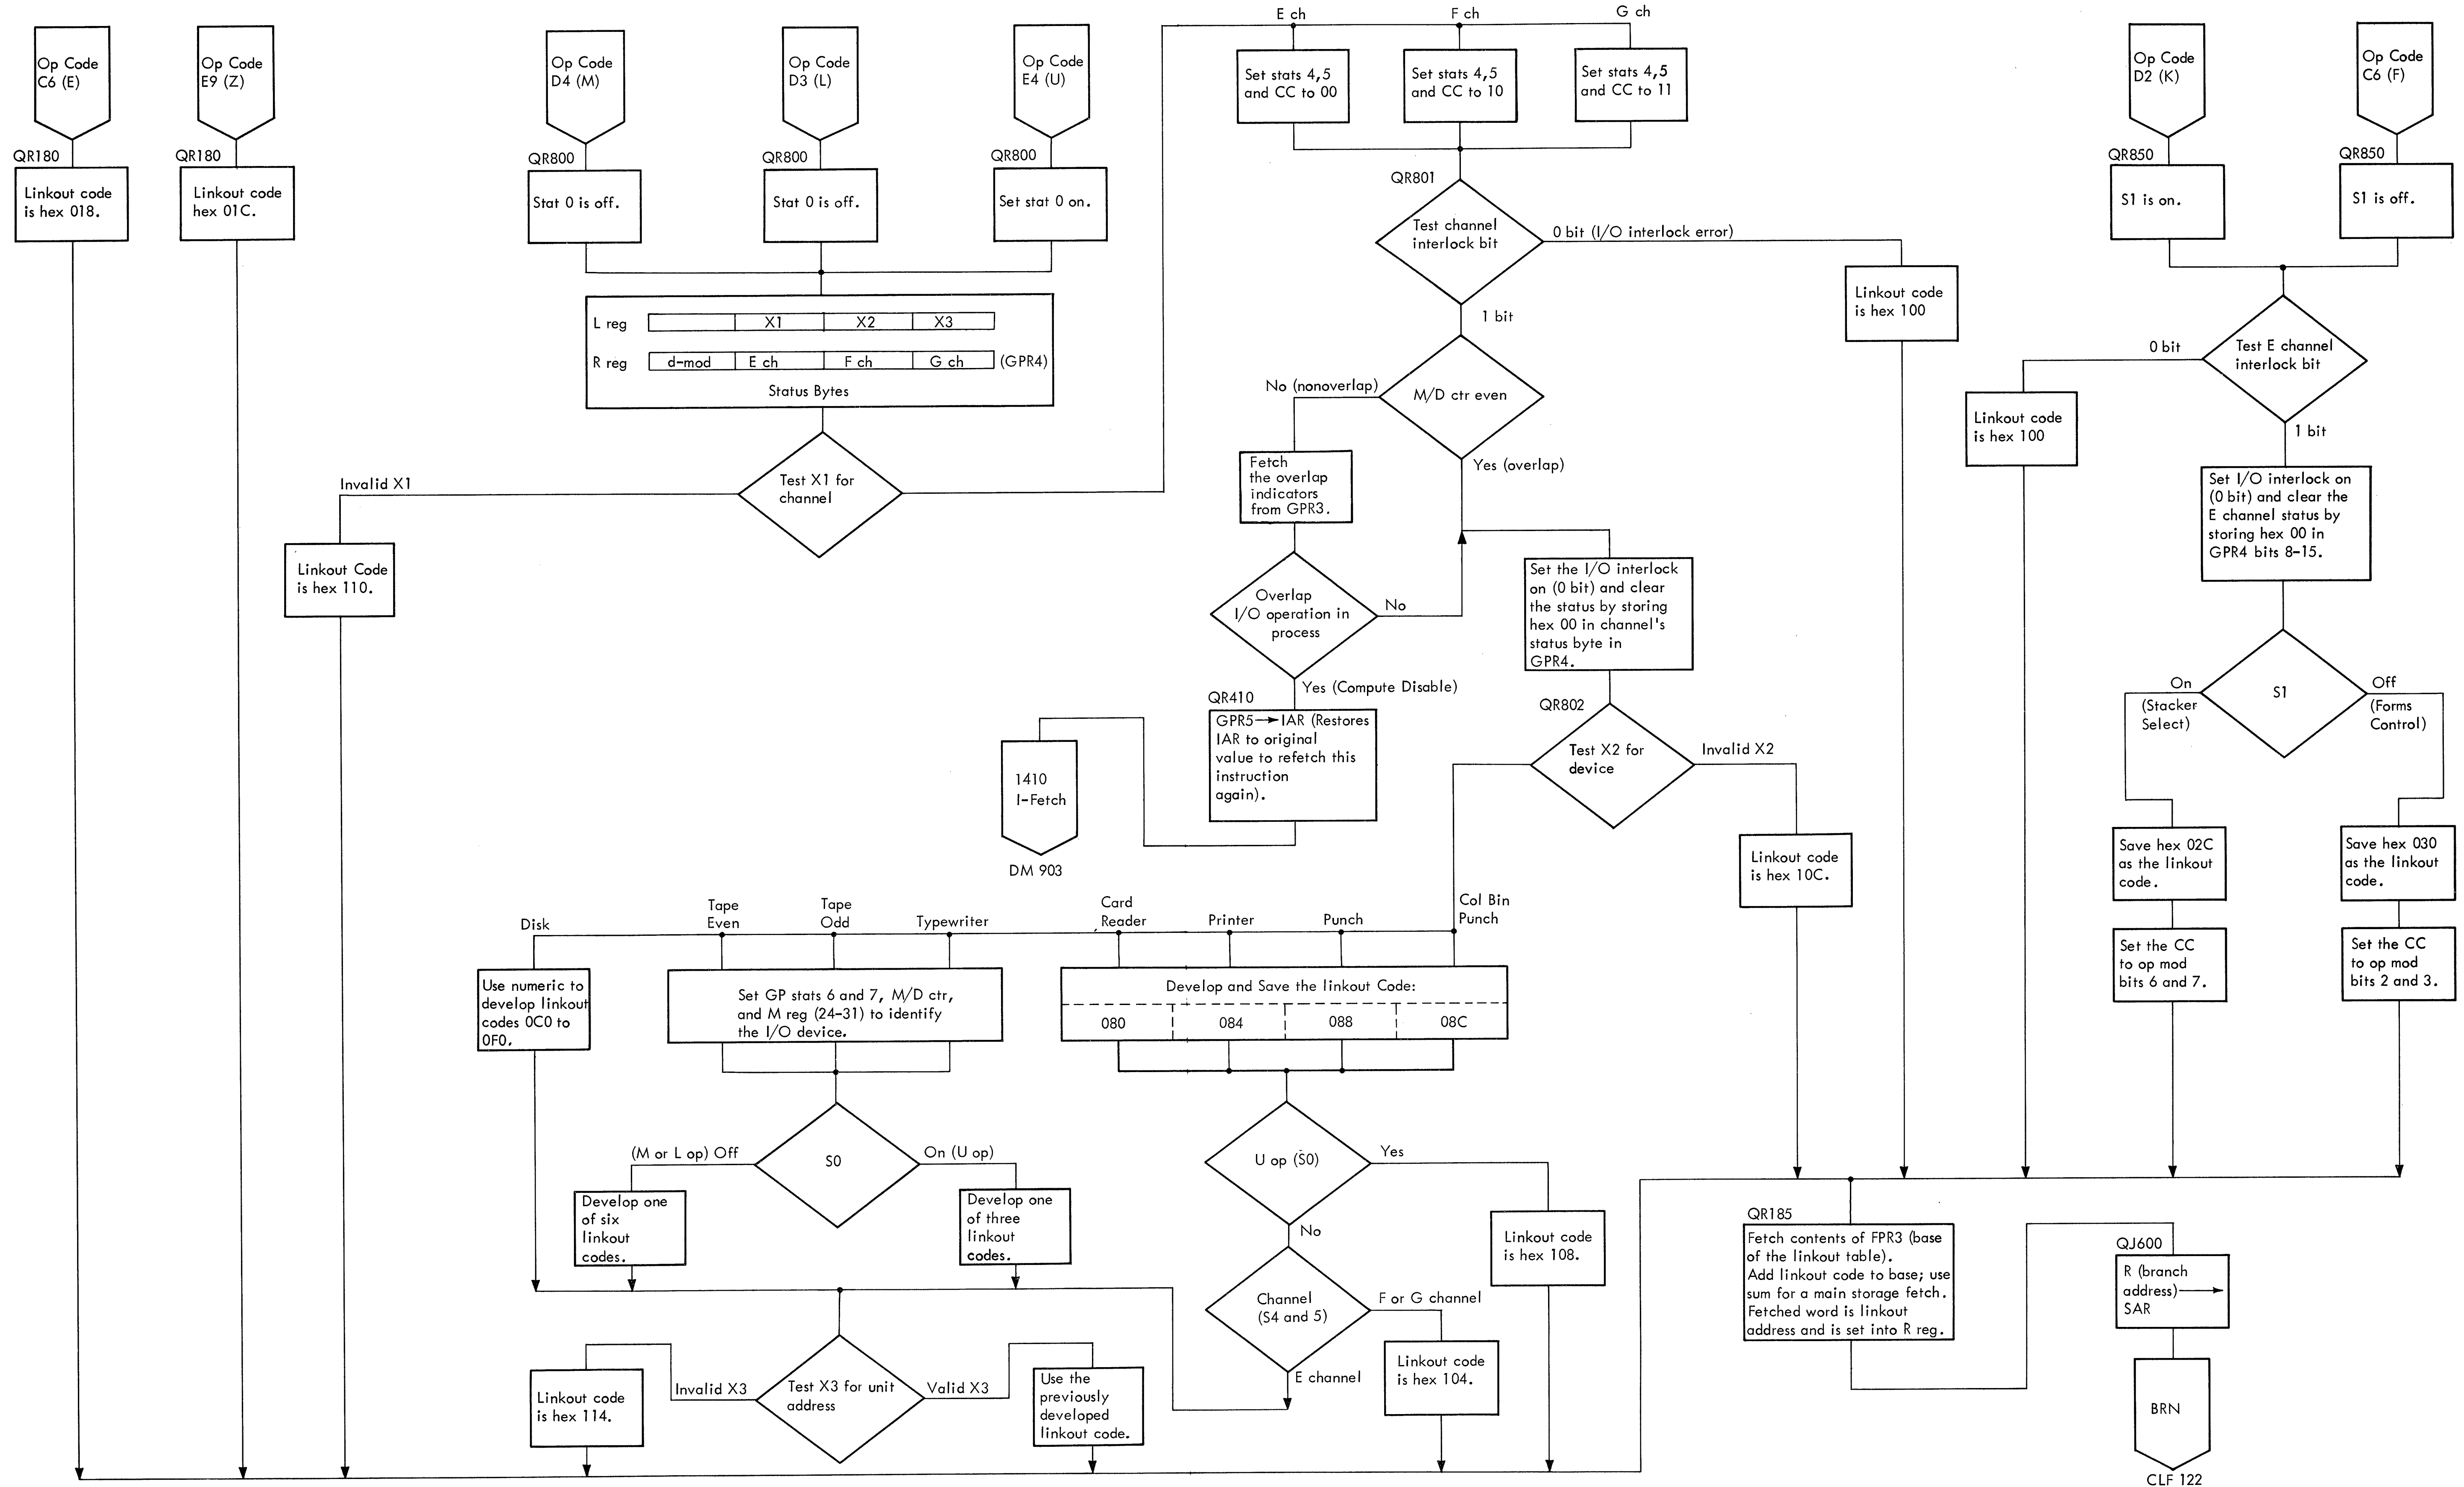 Op Code
C6 (E)
Op Code
E9 (Z)
Op Code
D4 (M)
Op Code
D3 (L)
Op Code
E4 (U)
E ch
F ch
G ch
Set stats 4,5
and CC to 00
Set stats 4,5
and CC to 10
Set stats 4,5
and CC to 11
Op Code
D2 (K)
Op Code
C6 (F)
QR180
Linkout code
is hex 018.
QR180
Linkout code
hex 01C.
QR800
Stat 0 is off.
QR800
Stat 0 is off.
QR800
Set stat 0 on.
QR801
Test channel
interlock bit
0 bit (I/O interlock error)
1 bit
Linkout code
is hex 100
QR850
S1 is on.
QR850
S1 is off.
L reg
X1
X2
X3
R reg
d-mod
E ch
F ch
G ch
(GPR4)
Status Bytes
Test X1 for
channel
Invalid X1
Linkout Code
is hex 110.
No (nonoverlap)
M/D ctr even
Yes (overlap)
Fetch
the overlap
indicators
from GPR3.
Overlap
I/O operation in
process
No
Yes (Compute Disable)
Set the I/O interlock
on (0 bit) and clear
the status by storing
hex 00 in channel's
status byte in
GPR4.
0 bit
Test E channel
interlock bit
1 bit
Linkout code
is hex 100
Set I/O interlock on
(0 bit) and clear the
E channel status by
storing hex 00 in
GPR4 bits 8-15.
QR410
GPR5→IAR (Restores
IAR to original
value to refetch this
instruction
again).
1410
I-Fetch
DM 903
QR802
Test X2 for
device
Invalid X2
Linkout code
is hex 10C.
On
(Stacker
Select)
S1
Off
(Forms
Control)
Save hex 02C
as the linkout
code.
Save hex 030
as the linkout
code.
Set the CC
to op mod
bits 6 and 7.
Set the CC
to op mod
bits 2 and 3.
Disk
Tape
Even
Tape
Odd
Typewriter
Card
Reader
Printer
Punch
Col Bin
Punch
Use numeric to
develop linkout
codes 0C0 to
0F0.
Set GP stats 6 and 7, M/D ctr,
and M reg (24-31) to identify
the I/O device.
Develop and Save the linkout Code:
080
084
088
08C
(M or L op) Off
S0
On (U op)
Develop one
of six
linkout
codes.
Develop one
of three
linkout
codes.
U op (S0)
Yes
No
Linkout code
is hex 108.
Channel
(S4 and 5)
F or G channel
E channel
Linkout code
is hex 104.
Invalid X3
Test X3 for unit
address
Valid X3
Linkout code
is hex 114.
Use the
previously
developed
linkout code.
QR185
Fetch contents of FPR3 (base
of the linkout table).
Add linkout code to base; use
sum for a main storage fetch.
Fetched word is linkout
address and is set into R reg.
QJ600
R (branch
address)→
SAR
BRN
CLF 122